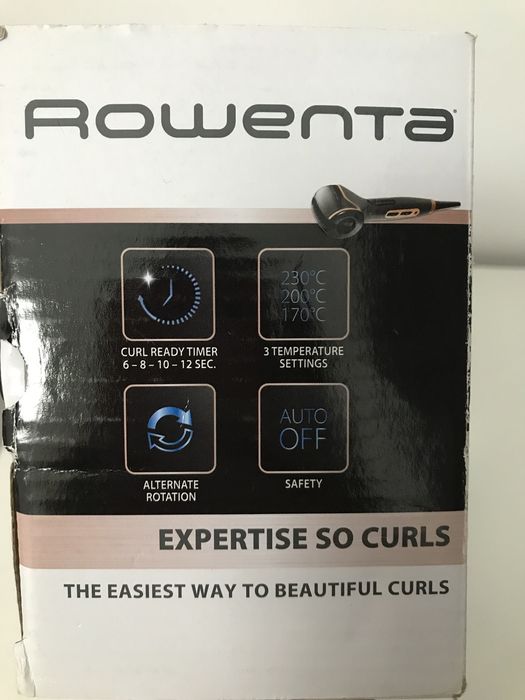 Rowenta
CURL READY TIMER
6 – 8 – 10 – 12 SEC.
230°C
200°C
170°C
3 TEMPERATURE
SETTINGS
ALTERNATE
ROTATION
AUTO
OFF
SAFETY
EXPERTISE SO CURLS
THE EASIEST WAY TO BEAUTIFUL CURLS